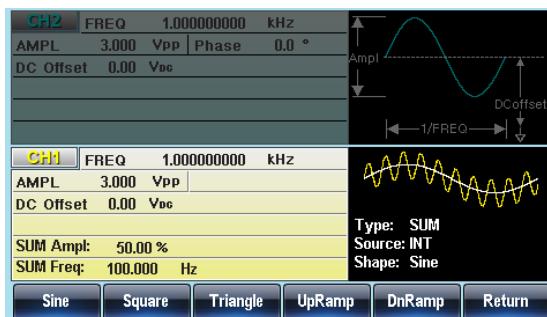 CH2 FREQ 1.000000000 kHz
AMPL 3.000 Vpp Phase 0.0 °
DC Offset 0.00 VDC
Ampl
DCoffset
1/FREQ
CH1 FREQ 1.000000000 kHz
AMPL 3.000 Vpp
DC Offset 0.00 VDC
SUM Ampl: 50.00 %
SUM Freq: 100.000 Hz
Type: SUM
Source: INT
Shape: Sine
Sine Square Triangle UpRamp DnRamp Return